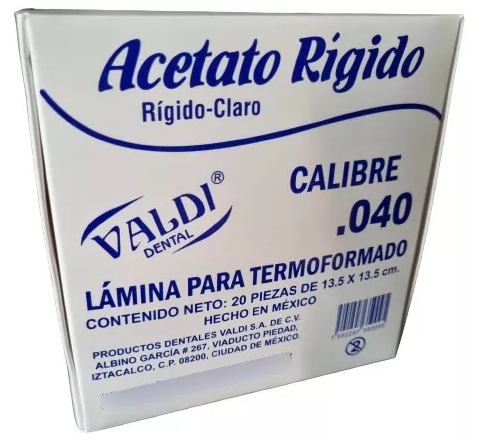 Acetato Rígido
Rígido-Claro
CALIBRE
.040
VALDI®
DENTAL
LÁMINA PARA TERMOFORMADO
CONTENIDO NETO: 20 PIEZAS DE 13.5 X 13.5 cm.
HECHO EN MÉXICO
PRODUCTOS DENTALES VALDI S.A. DE C.V.
ALBINO GARCÍA # 267, VIADUCTO PIEDAD,
IZTACALCO, C.P. 08200, CIUDAD DE MÉXICO.